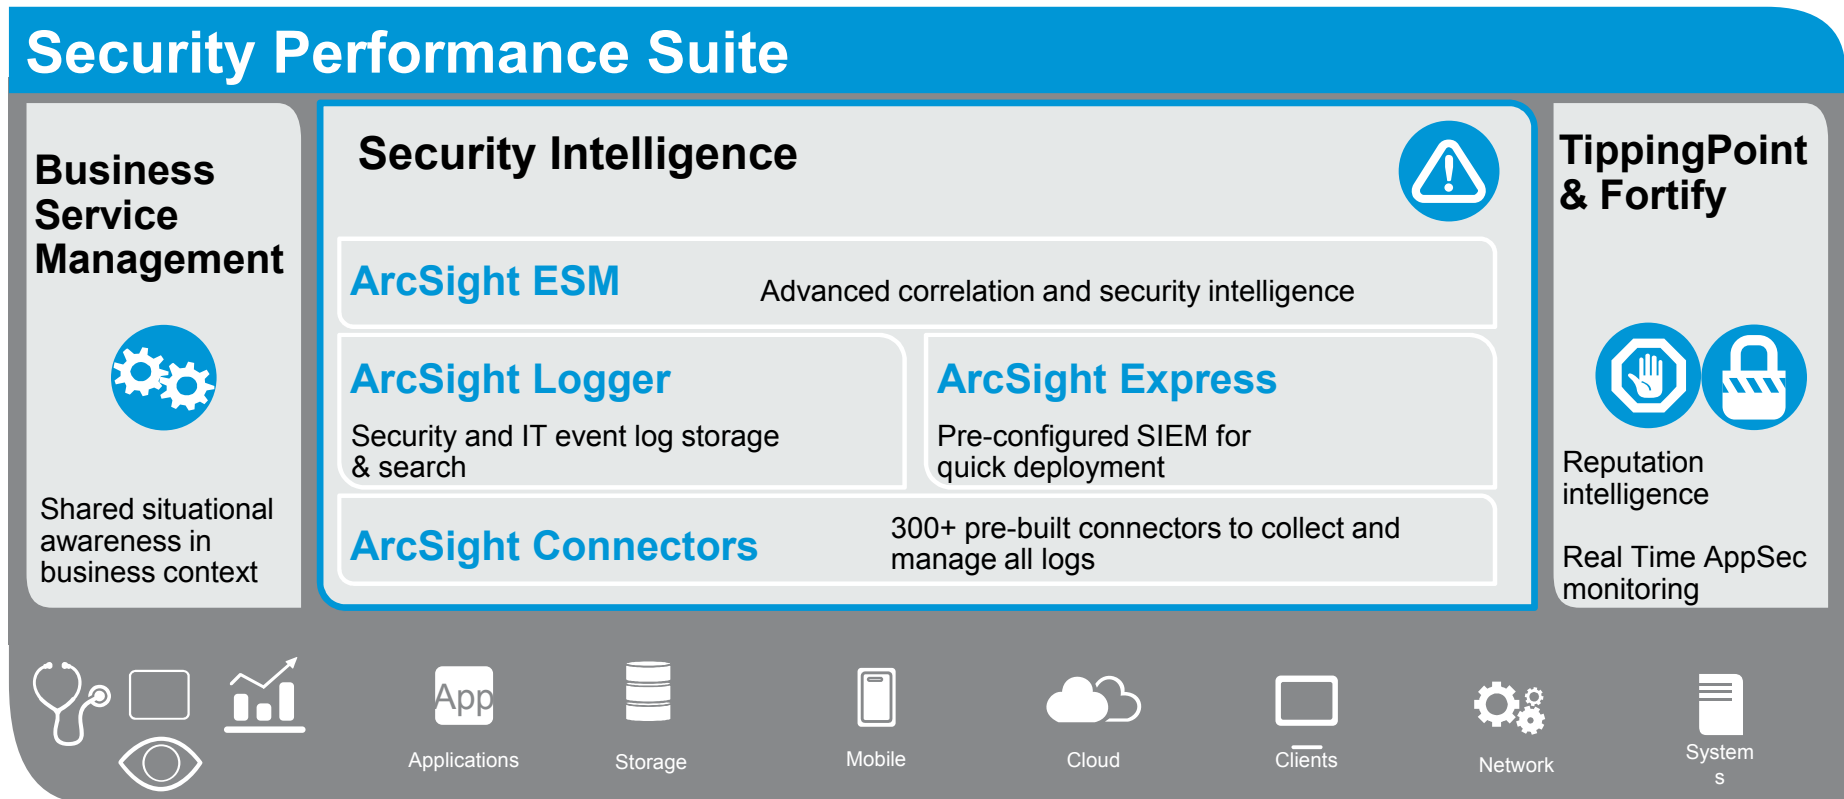 Security Performance Suite
Business
Service
Management
Shared situational
awareness in
business context
Security Intelligence
ArcSight ESM
Advanced correlation and security intelligence
ArcSight Logger
Security and IT event log storage
& search
ArcSight Express
Pre-configured SIEM for
quick deployment
ArcSight Connectors
300+ pre-built connectors to collect and
manage all logs
TippingPoint
& Fortify
Reputation
intelligence
Real Time AppSec
monitoring
App
Applications
Storage
Mobile
Cloud
Clients
Network
System
s